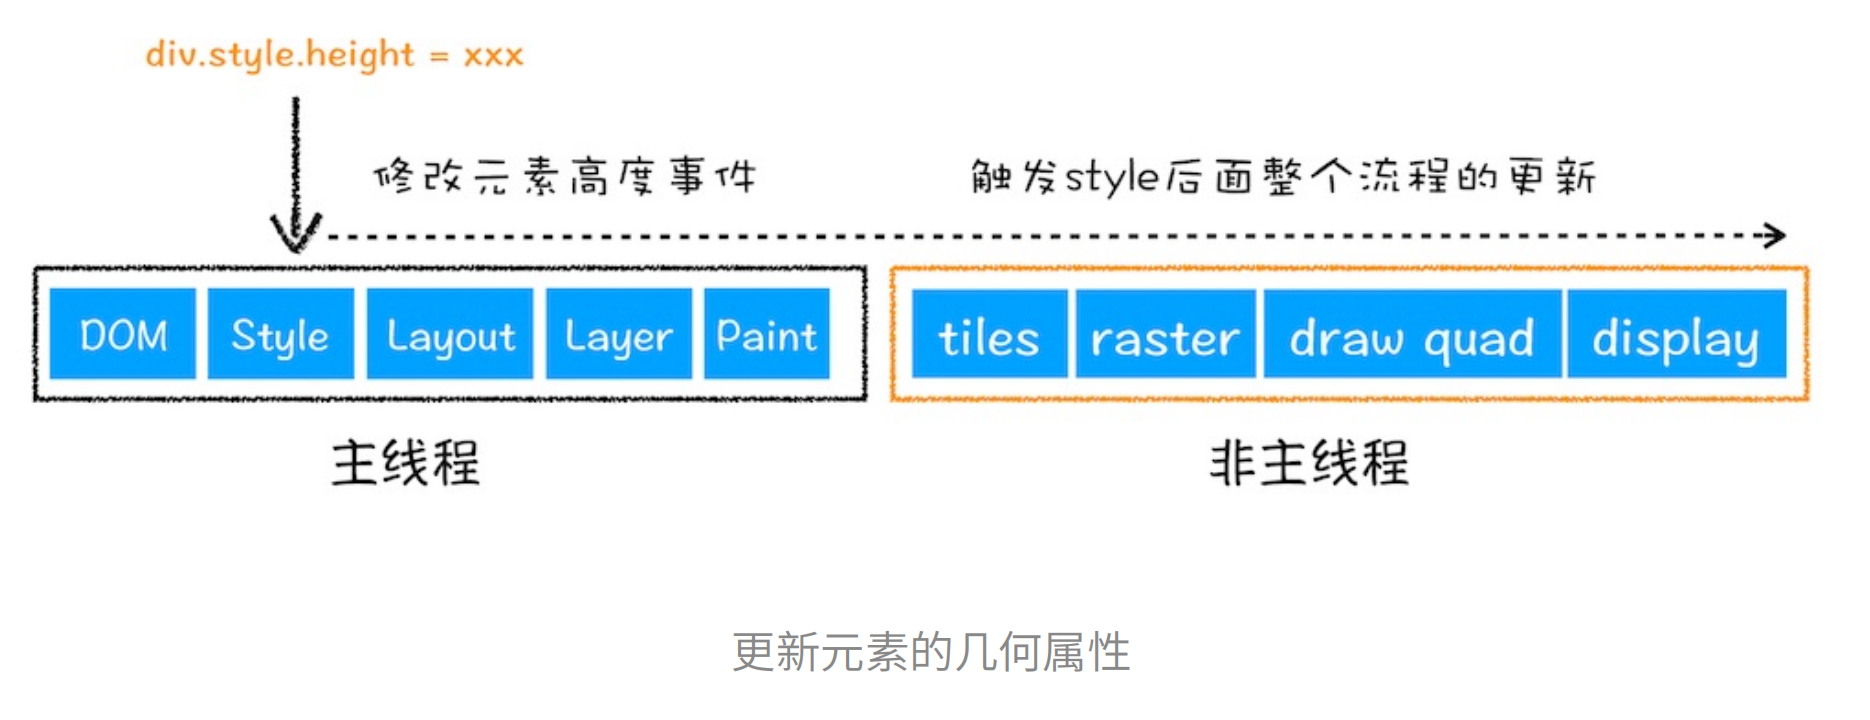 div.style.height = xxx
修改元素高度事件
触发style后面整个流程的更新
DOM
Style
Layout
Layer
Paint
tiles
raster
draw quad
display
主线程
非主线程
更新元素的几何属性